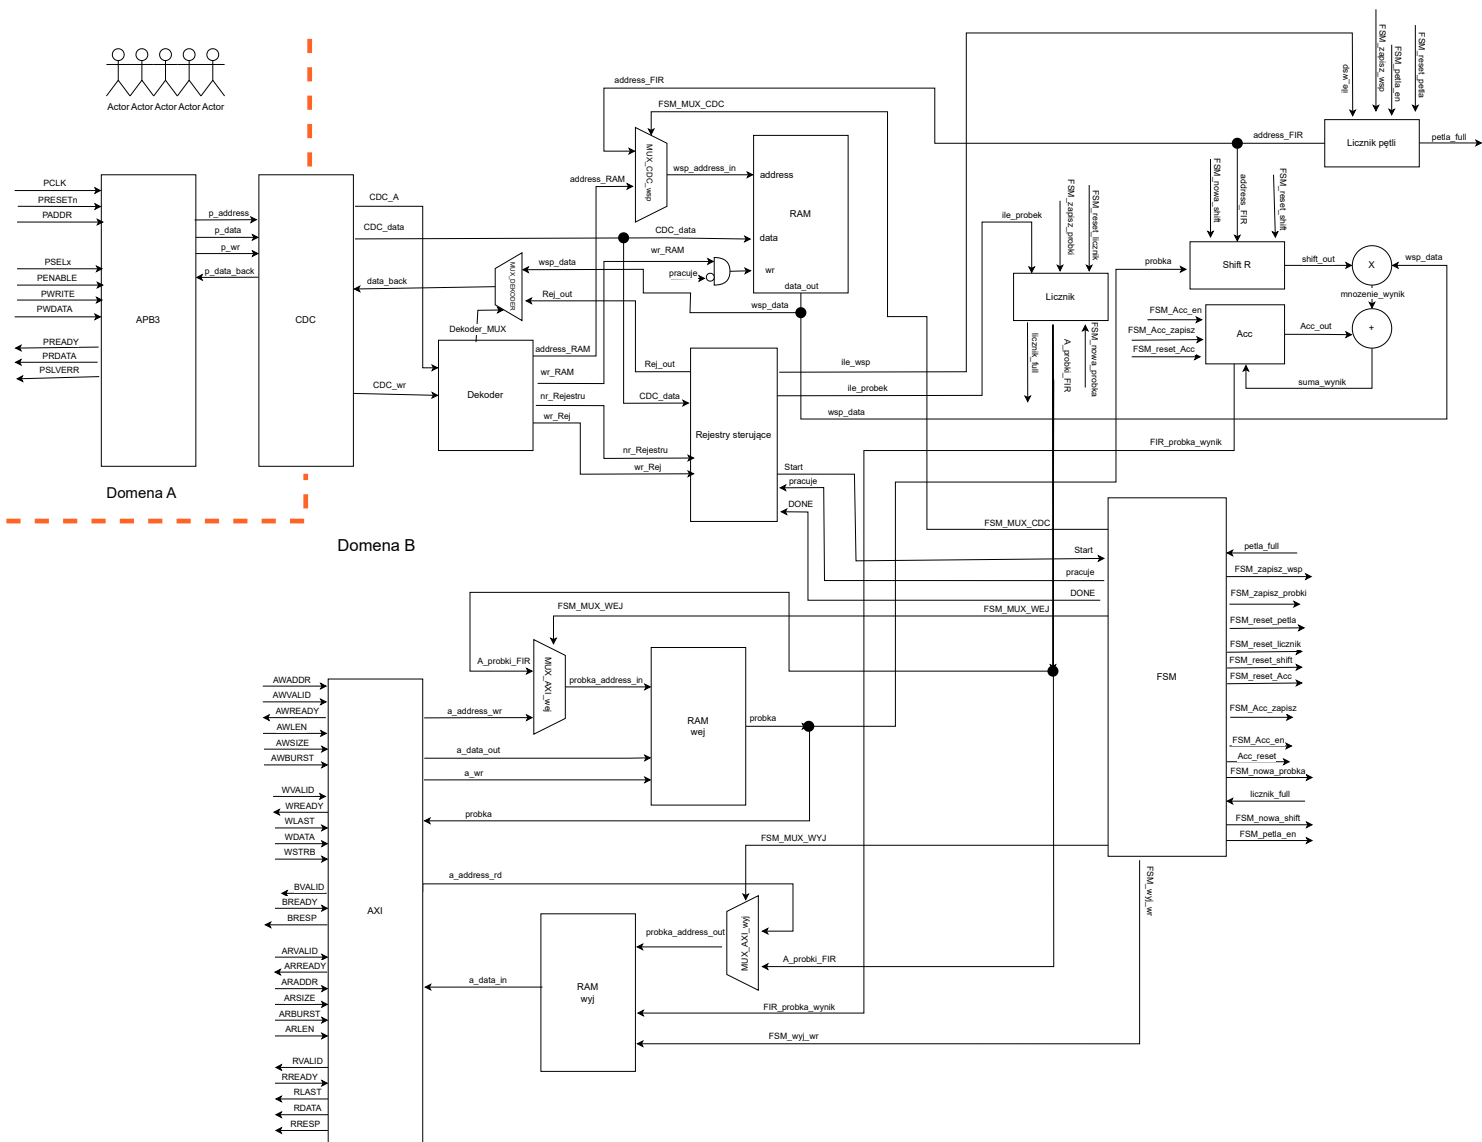 Actor Actor Actor Actor Actor
PCLK
PRESETn
PADDR
PSELx
PENABLE
PWRITE
PWDATA
PREADY
PRDATA
PSLVERR
APB3
p_address
p_data
p_wr
p_data_back
CDC
Domena A
Domena B
CDC_A
CDC_data
data_back
CDC_wr
MUX_DEKODER
Dekoder_MUX
Dekoder
address_RAM
wr_RAM
nr_Rejestru
wr_Rej
address_FIR
FSM_MUX_CDC
MUX_CDC_wsp
address_RAM
wsp_address_in
CDC_data
wr_RAM
pracuje
wsp_data
Rej_out
address
RAM
data
wr
data_out
wsp_data
Rej_out
CDC_data
nr_Rejestru
wr_Rej
Rejestry sterujące
ile_wsp
ile_probek
wsp_data
Start
pracuje
DONE
ile_probek
FSM_zapisz_probki
FSM_reset_licznik
Licznik
licznik_full
A_probki_FIR
FSM_nowa_probka
ile_wsp
FSM_zapisz_wsp
FSM_petla_en
FSM_reset_petla
Licznik pętli
petla_full
address_FIR
FSM_nowa_shift
address_FIR
FSM_reset_shift
probka
Shift R
shift_out
X
wsp_data
mnozenie_wynik
FSM_Acc_en
FSM_Acc_zapisz
FSM_reset_Acc
Acc
Acc_out
+
suma_wynik
FIR_probka_wynik
FSM_MUX_CDC
Start
pracuje
DONE
FSM_MUX_WEJ
FSM
petla_full
FSM_zapisz_wsp
FSM_zapisz_probki
FSM_reset_petla
FSM_reset_licznik
FSM_reset_shift
FSM_reset_Acc
FSM_Acc_zapisz
FSM_Acc_en
Acc_reset
FSM_nowa_probka
licznik_full
FSM_nowa_shift
FSM_petla_en
FSM_wyj_wr
FSM_MUX_WEJ
A_probki_FIR
MUX_AXI_wej
probka_address_in
RAM
wej
probka
AWADDR
AWVALID
AWREADY
AWLEN
AWSIZE
AWBURST
WVALID
WREADY
WLAST
WDATA
WSTRB
BVALID
BREADY
BRESP
ARVALID
ARREADY
ARADDR
ARSIZE
ARBURST
ARLEN
RVALID
RREADY
RLAST
RDATA
RRESP
AXI
a_address_wr
a_data_out
a_wr
probka
a_address_rd
a_data_in
FSM_MUX_WYJ
MUX_AXI_wyj
probka_address_out
A_probki_FIR
RAM
wyj
FIR_probka_wynik
FSM_wyj_wr